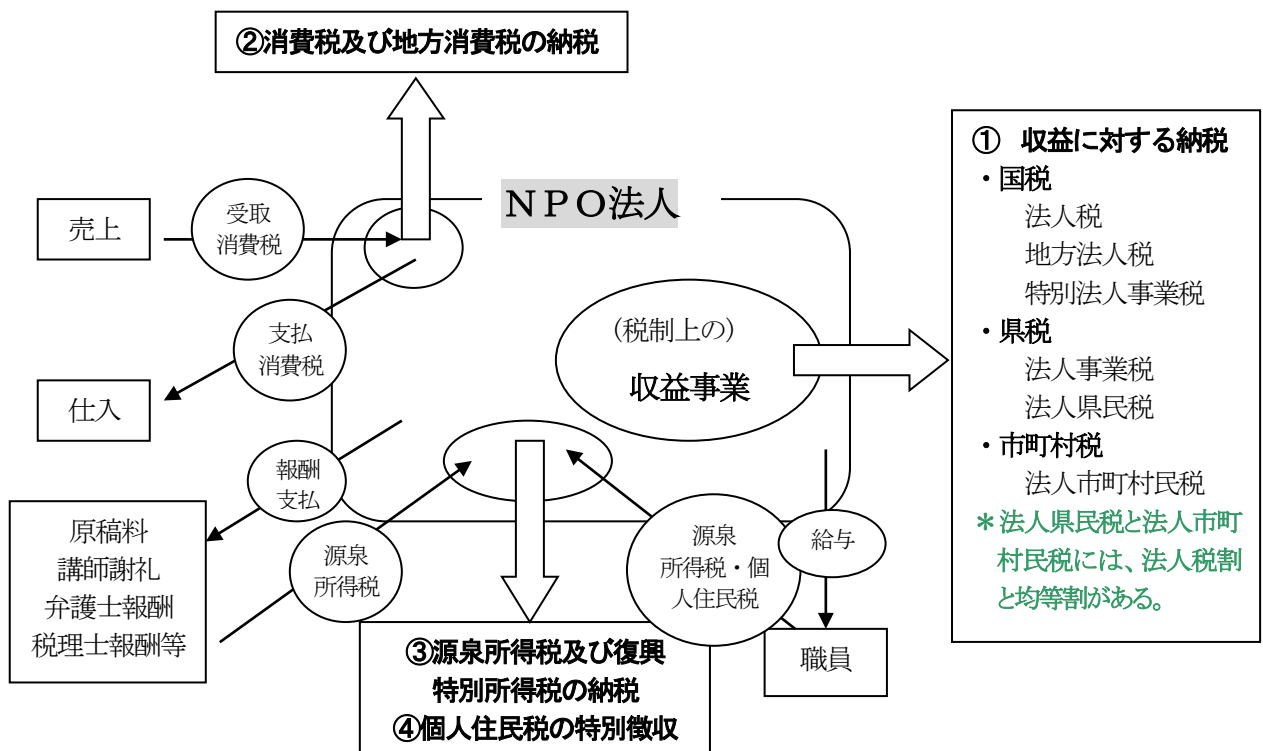 ②消費税及び地方消費税の納税
NPO法人
売上
受取
消費税
支払
消費税
仕入
報酬
支払
原稿料
講師謝礼
弁護士報酬
税理士報酬等
源泉
所得税
(税制上の)
収益事業
源泉
所得税・個
人住民税
給与
職員
③源泉所得税及び復興
特別所得税の納税
④個人住民税の特別徴収
① 収益に対する納税
・国税
法人税
地方法人税
特別法人事業税
・県税
法人事業税
法人県民税
・市町村税
法人市町村民税
＊法人県民税と法人市町
村民税には、法人税割
と均等割がある。